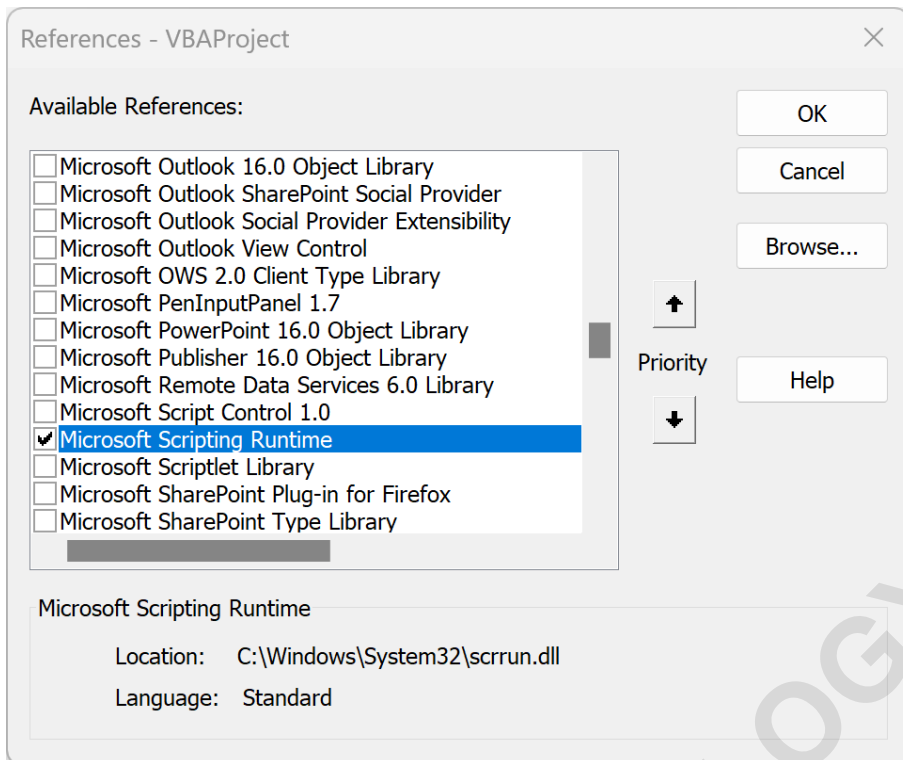 References - VBAProject
Available References:
OK
Cancel
Browse...
Microsoft Outlook 16.0 Object Library
Microsoft Outlook SharePoint Social Provider
Microsoft Outlook Social Provider Extensibility
Microsoft Outlook View Control
Microsoft OWS 2.0 Client Type Library
Microsoft PenInputPanel 1.7
Microsoft PowerPoint 16.0 Object Library
Microsoft Publisher 16.0 Object Library
Microsoft Remote Data Services 6.0 Library
Microsoft Script Control 1.0
Microsoft Scripting Runtime
Microsoft Scriptlet Library
Microsoft SharePoint Plug-in for Firefox
Microsoft SharePoint Type Library
Priority
Help
Microsoft Scripting Runtime
Location: C:\Windows\System32\scrrun.dll
Language: Standard